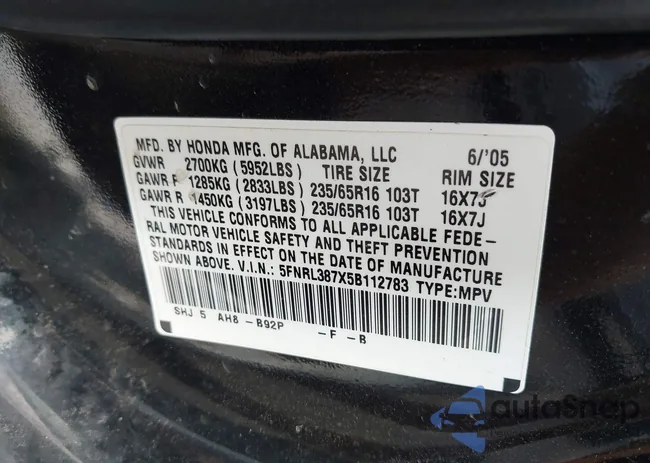 MFD. BY HONDA MFG. OF ALABAMA, LLC 6/'05
GVWR 2700KG (5952LBS) TIRE SIZE RIM SIZE
GAWR F 1285KG (2833LBS) 235/65R16 103T 16X7J
GAWR R 1450KG (3197LBS) 235/65R16 103T 16X7J
THIS VEHICLE CONFORMS TO ALL APPLICABLE FEDE-
RAL MOTOR VEHICLE SAFETY AND THEFT PREVENTION
STANDARDS IN EFFECT ON THE DATE OF MANUFACTURE
SHOWN ABOVE. V.I.N.: 5FNRL387X5B112783 TYPE:MPV
SHJ 5 AH8 -B92P -F -B
autoSnap